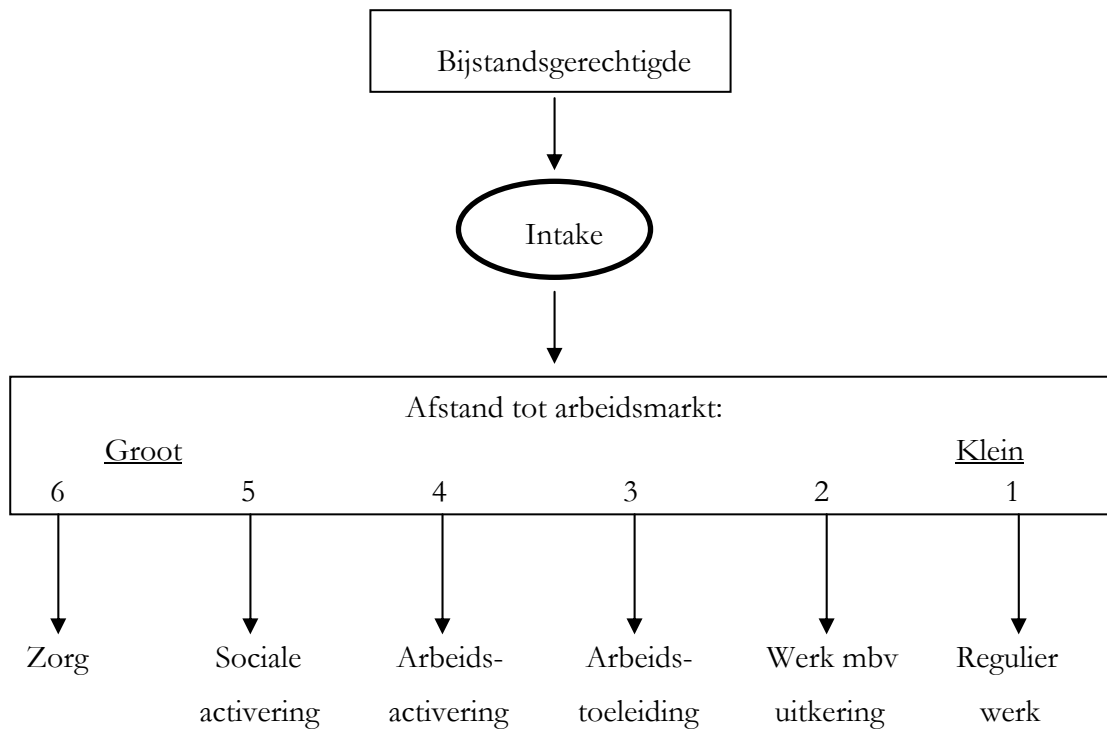 Bijstandsgerechtigde
Intake
Afstand tot arbeidsmarkt:
Groot Klein
6 5 4 3 2 1
Zorg Sociale Arbeids- Arbeids- Werk mbv Regulier
activering activering toeleiding uitkering werk